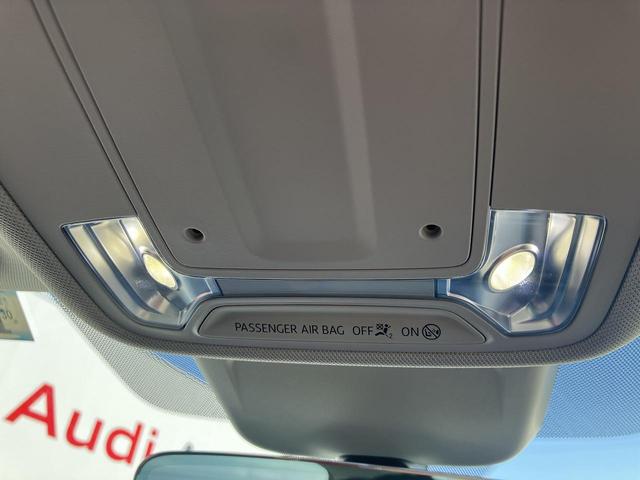 PASSENGER AIR BAG OFF ON
Audi